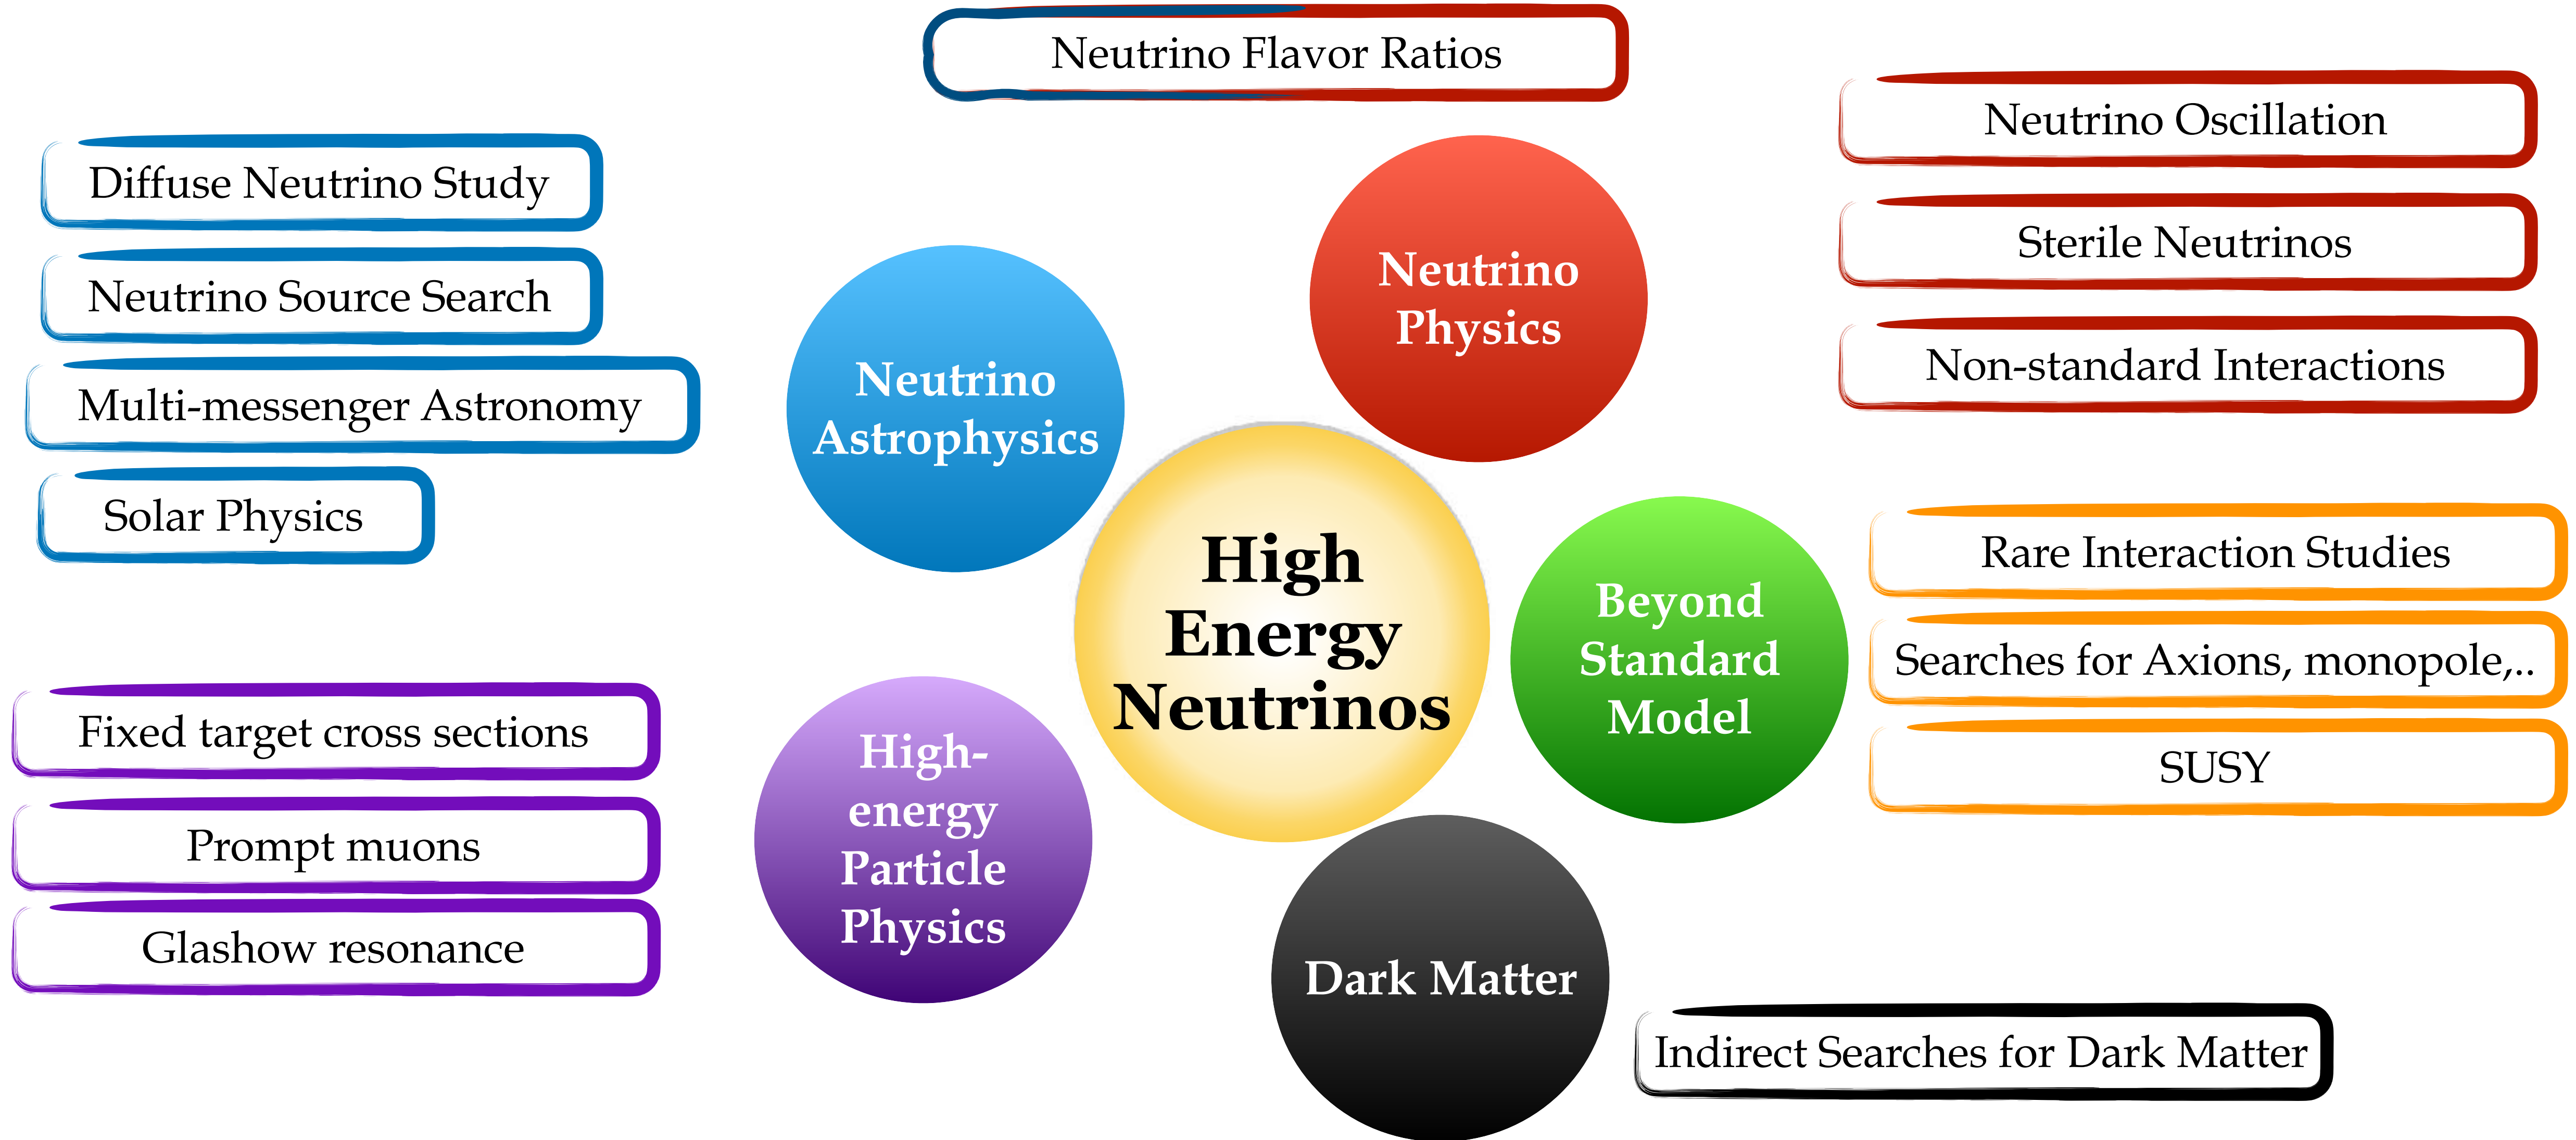 Neutrino Flavor Ratios
Diffuse Neutrino Study
Neutrino Source Search
Multi-messenger Astronomy
Solar Physics
Neutrino
Astrophysics
Neutrino
Physics
Neutrino Oscillation
Sterile Neutrinos
Non-standard Interactions
High
Energy
Neutrinos
Beyond
Standard
Model
Rare Interaction Studies
Searches for Axions, monopole,..
SUSY
Fixed target cross sections
Prompt muons
Glashow resonance
High-
energy
Particle
Physics
Dark Matter
Indirect Searches for Dark Matter